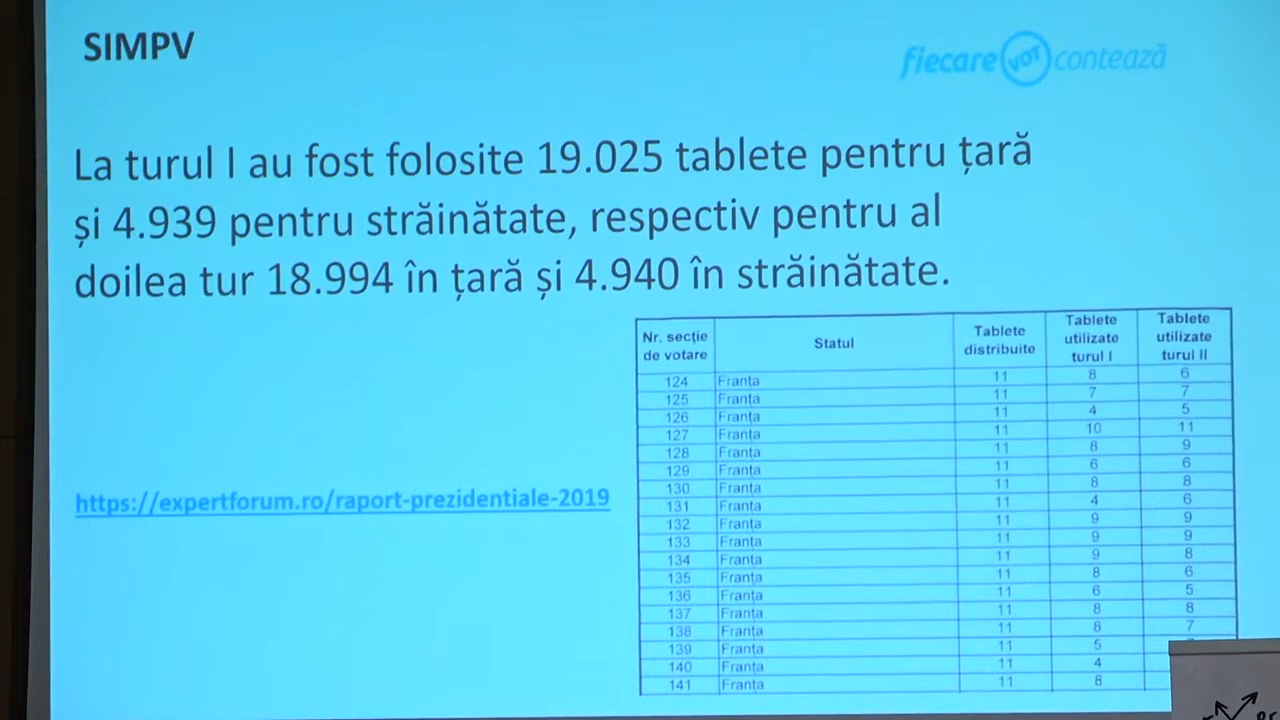 SIMPV
fiecare VOT contează
La turul I au fost folosite 19.025 tablete pentru țară
și 4.939 pentru străinătate, respectiv pentru al
doilea tur 18.994 în țară și 4.940 în străinătate.
https://expertforum.ro/raport-prezidentiale-2019
Nr. secție de votare Statul Tablete distribuite Tablete utilizate turul I Tablete utilizate turul II
124 Franța 11 8 6
125 Franța 11 7 7
126 Franța 11 4 5
127 Franța 11 10 11
128 Franța 11 8 9
129 Franța 11 6 6
130 Franța 11 8 8
131 Franța 11 4 6
132 Franța 11 9 9
133 Franța 11 9 9
134 Franța 11 9 8
135 Franța 11 8 6
136 Franța 11 6 5
137 Franța 11 8 8
138 Franța 11 8 7
139 Franța 11 5
140 Franța 11 4
141 Franța 11 8